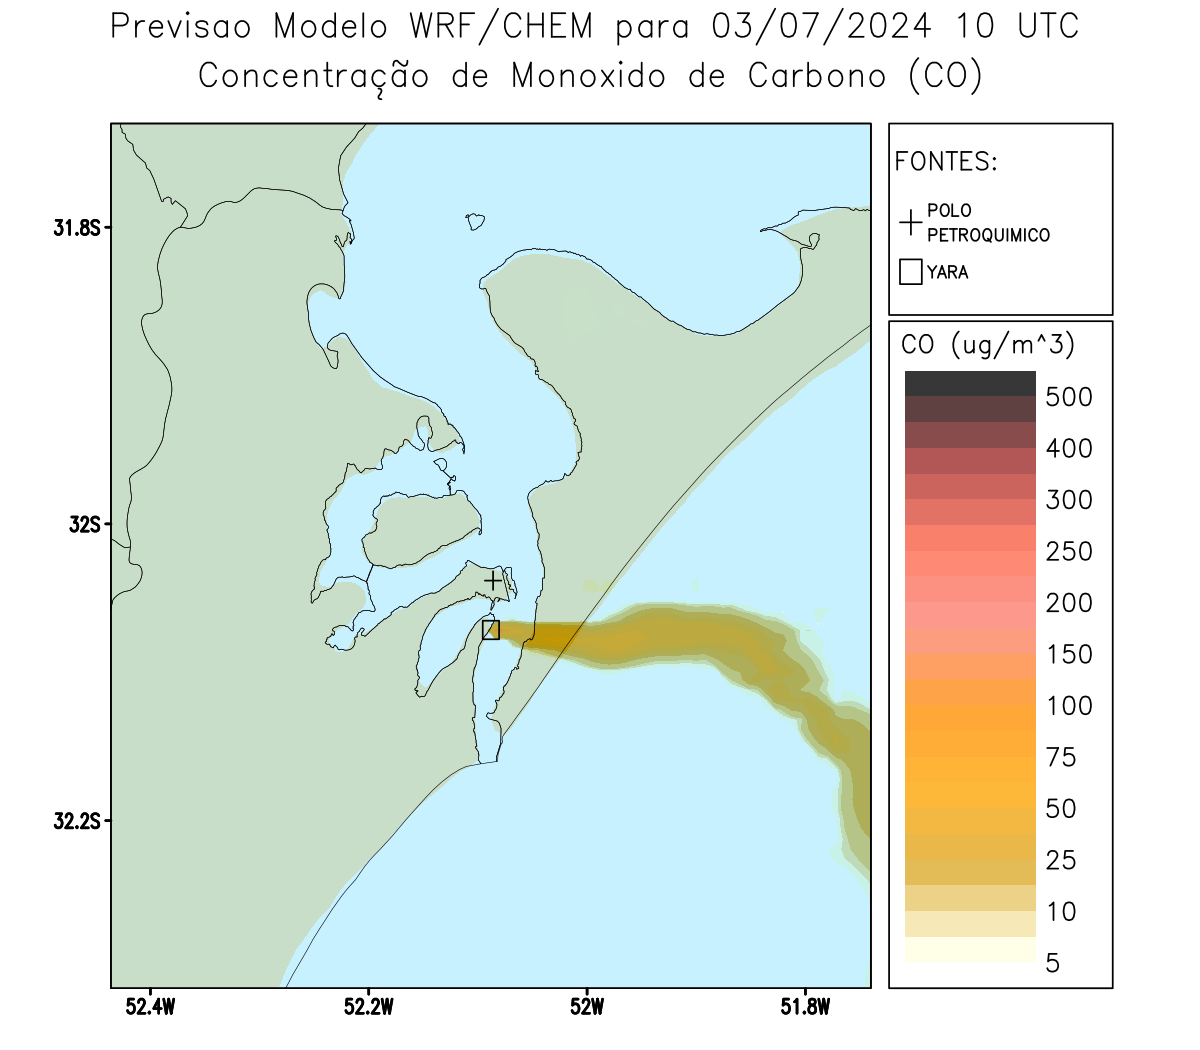 Previsao Modelo WRF/CHEM para 03/07/2024 10 UTC
Concentração de Monoxido de Carbono (CO)
FONTES:
POLO
PETROQUIMICO
YARA
CO (ug/m^3)
500
400
300
250
200
150
100
75
50
25
10
5
31.8S
32S
32.2S
52.4W
52.2W
52W
51.8W